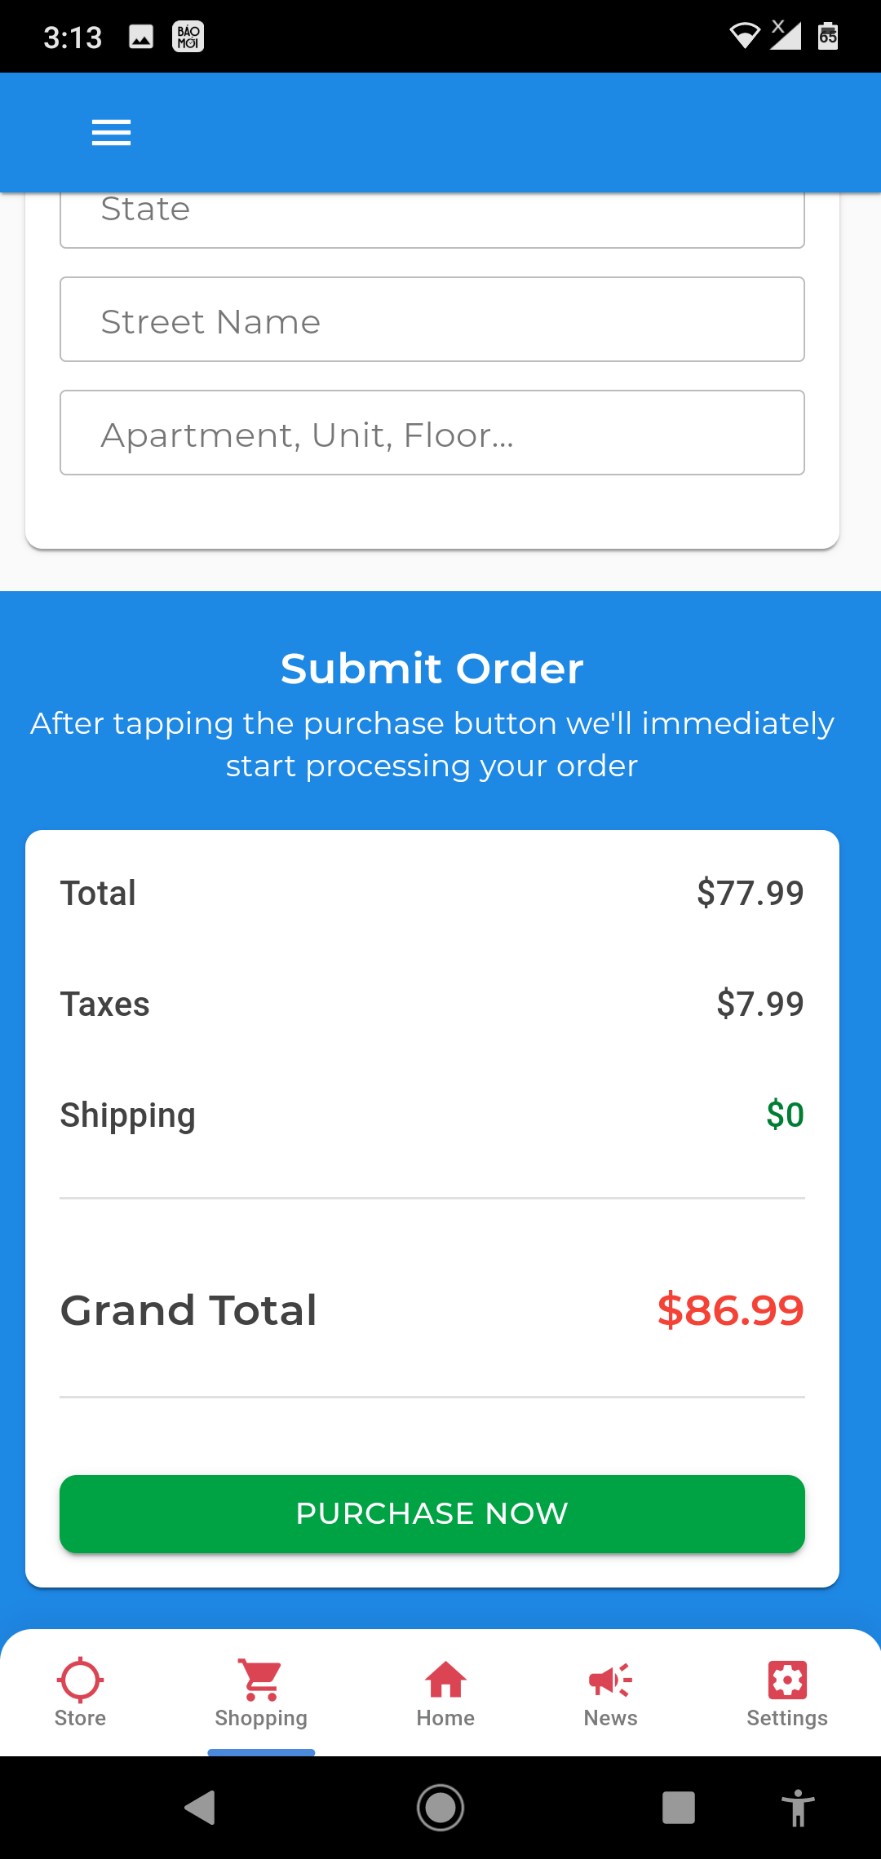 3:13
BÁO
MỚI
X
65
State
Street Name
Apartment, Unit, Floor...
Submit Order
After tapping the purchase button we'll immediately
start processing your order
Total $77.99
Taxes $7.99
Shipping $0
Grand Total $86.99
PURCHASE NOW
Store Shopping Home News Settings